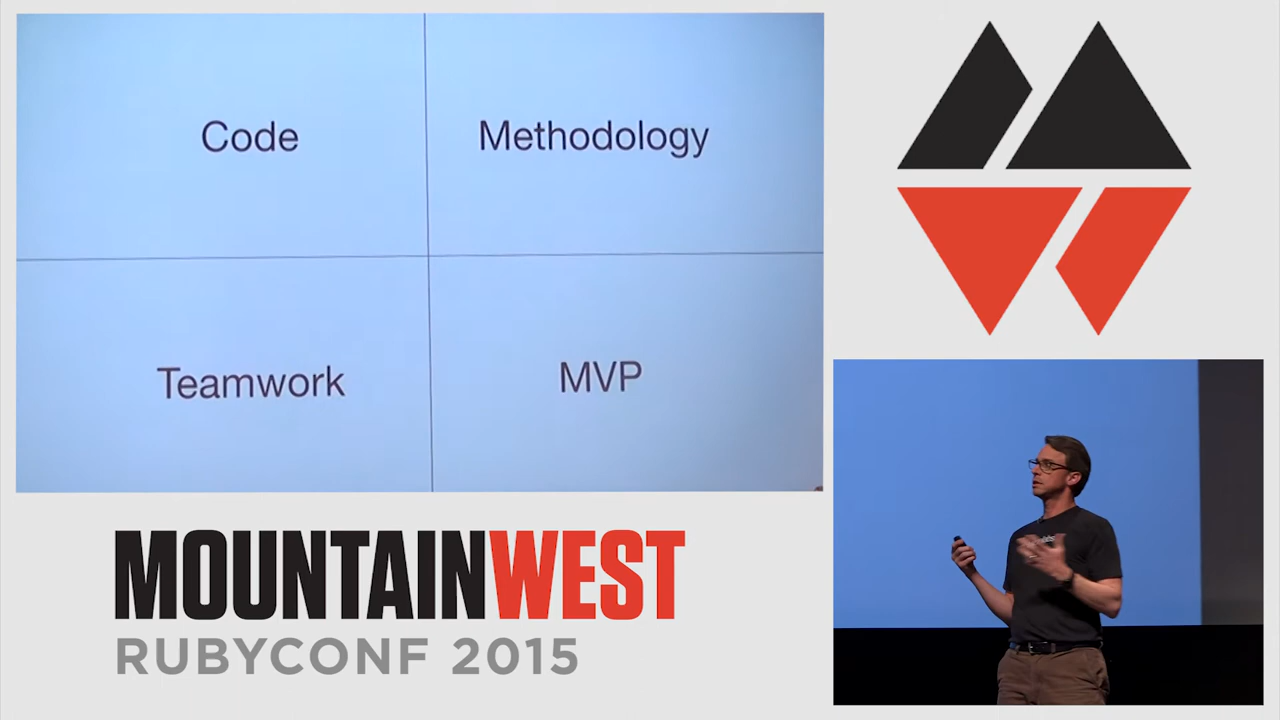 Code
Methodology
Teamwork
MVP
MOUNTAINWEST
RUBYCONF 2015